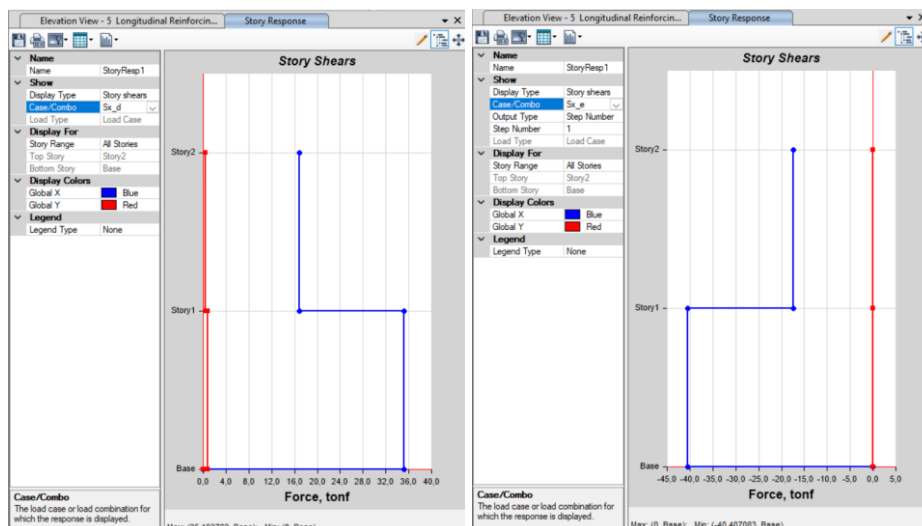 Elevation View - 5 Longitudinal Reinforcin...
Story Response
Name
Name StoryResp1
Show
Display Type Story shears
Case/Combo Sx_d
Load Type Load Case
Display For
Story Range All Stories
Top Story Story2
Bottom Story Base
Display Colors
Global X Blue
Global Y Red
Legend
Legend Type None
Case/Combo
The load case or load combination for
which the response is displayed.
Story Shears
Story2
Story1
Base
0,0 4,0 8,0 12,0 16,0 20,0 24,0 28,0 32,0 36,0 40,0
Force, tonf
Elevation View - 5 Longitudinal Reinforcin...
Story Response
Name
Name StoryResp1
Show
Display Type Story shears
Case/Combo Sx_e
Output Type Step Number
Step Number 1
Load Type Load Case
Display For
Story Range All Stories
Top Story Story2
Bottom Story Base
Display Colors
Global X Blue
Global Y Red
Legend
Legend Type None
Case/Combo
The load case or load combination for
which the response is displayed.
Story Shears
Story2
Story1
Base
-45,0 -40,0 -35,0 -30,0 -25,0 -20,0 -15,0 -10,0 -5,0 0,0 5,0
Force, tonf
Max: (0, Base); Min: (-40,407083, Base)